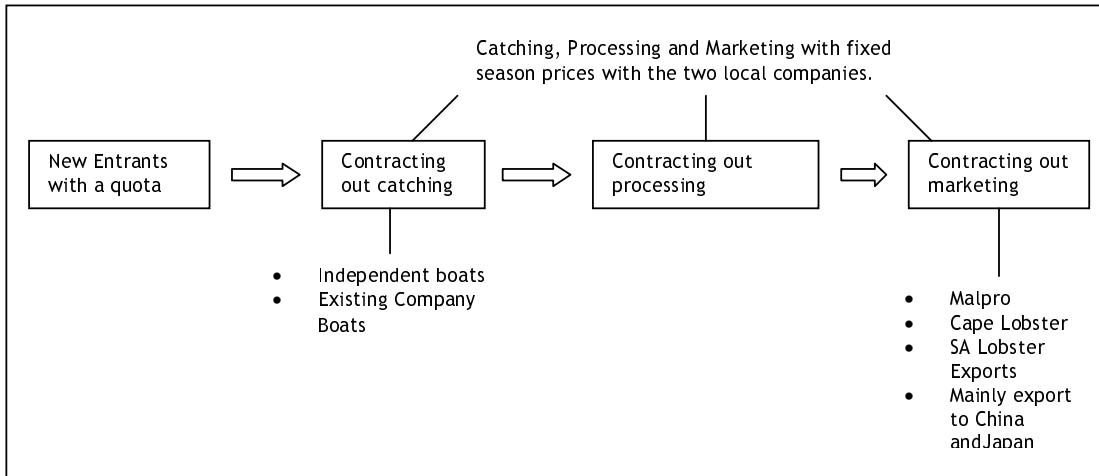 Catching, Processing and Marketing with fixed
season prices with the two local companies.
New Entrants
with a quota
Contracting
out catching
Contracting out
processing
Contracting out
marketing
• Independent boats
• Existing Company
Boats
• Malpro
• Cape Lobster
• SA Lobster
Exports
• Mainly export
to China
andJapan